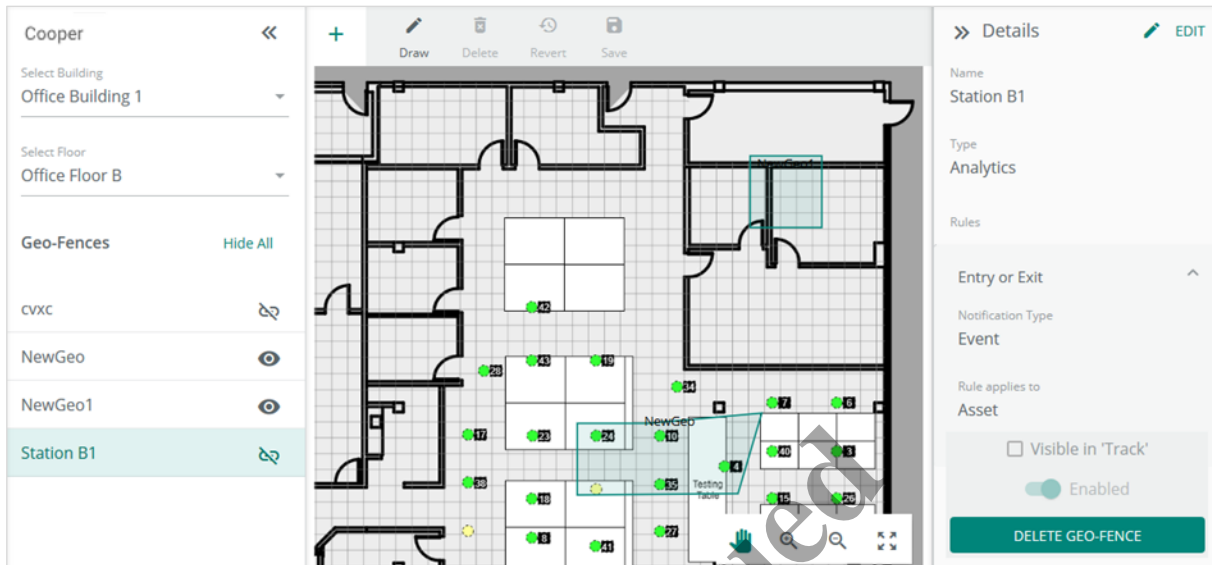 Cooper
Select Building
Office Building 1
Select Floor
Office Floor B
Geo-Fences
Hide All
cvxc
NewGeo
NewGeo1
Station B1
Draw
Delete
Revert
Save
NewGeo1
42
43
19
28
34
7
6
NewGeo
17
23
24
10
40
3
4
38
35
Testing
Table
18
15
26
27
8
41
Details
EDIT
Name
Station B1
Type
Analytics
Rules
Entry or Exit
Notification Type
Event
Rule applies to
Asset
Visible in 'Track'
Enabled
DELETE GEO-FENCE